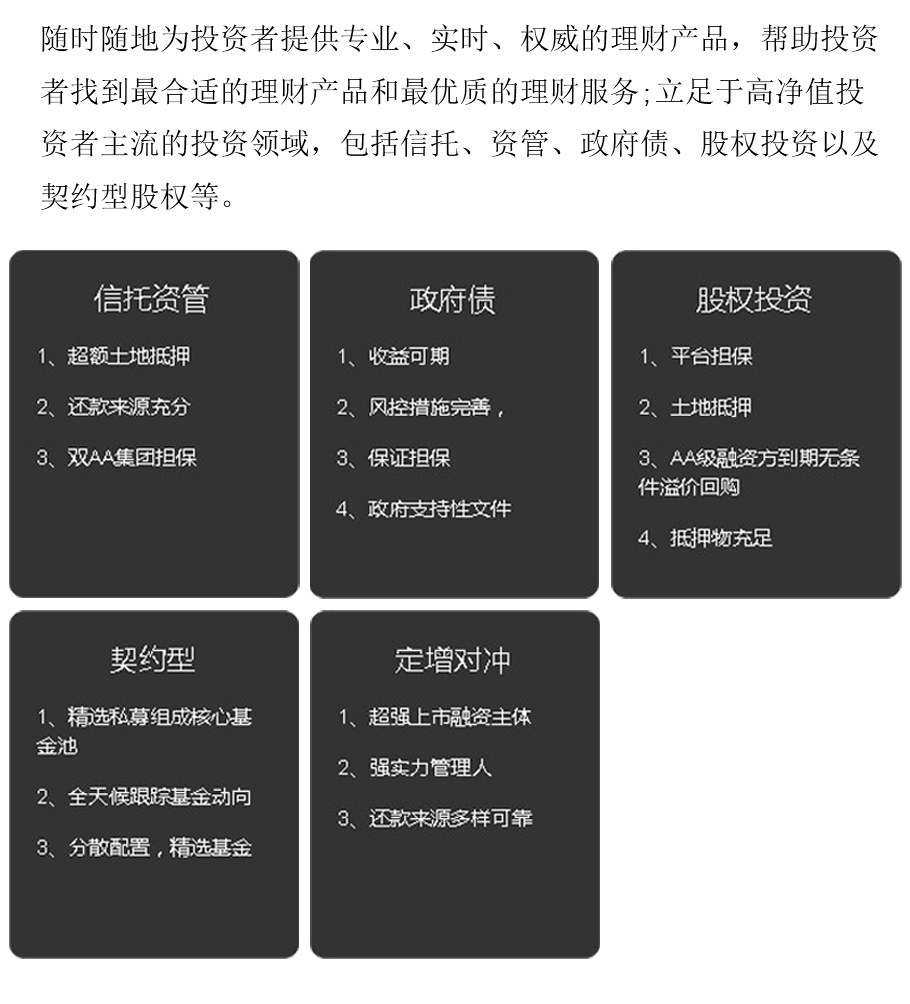 随时随地为投资者提供专业、实时、权威的理财产品，帮助投资
者找到最合适的理财产品和最优质的理财服务;立足于高净值投
资者主流的投资领域，包括信托、资管、政府债、股权投资以及
契约型股权等。
信托资管
1、超额土地抵押
2、还款来源充分
3、双AA集团担保
政府债
1、收益可期
2、风控措施完善，
3、保证担保
4、政府支持性文件
股权投资
1、平台担保
2、土地抵押
3、AA级融资方到期无条
件溢价回购
4、抵押物充足
契约型
1、精选私募组成核心基
金池
2、全天候跟踪基金动向
3、分散配置，精选基金
定增对冲
1、超强上市融资主体
2、强实力管理人
3、还款来源多样可靠